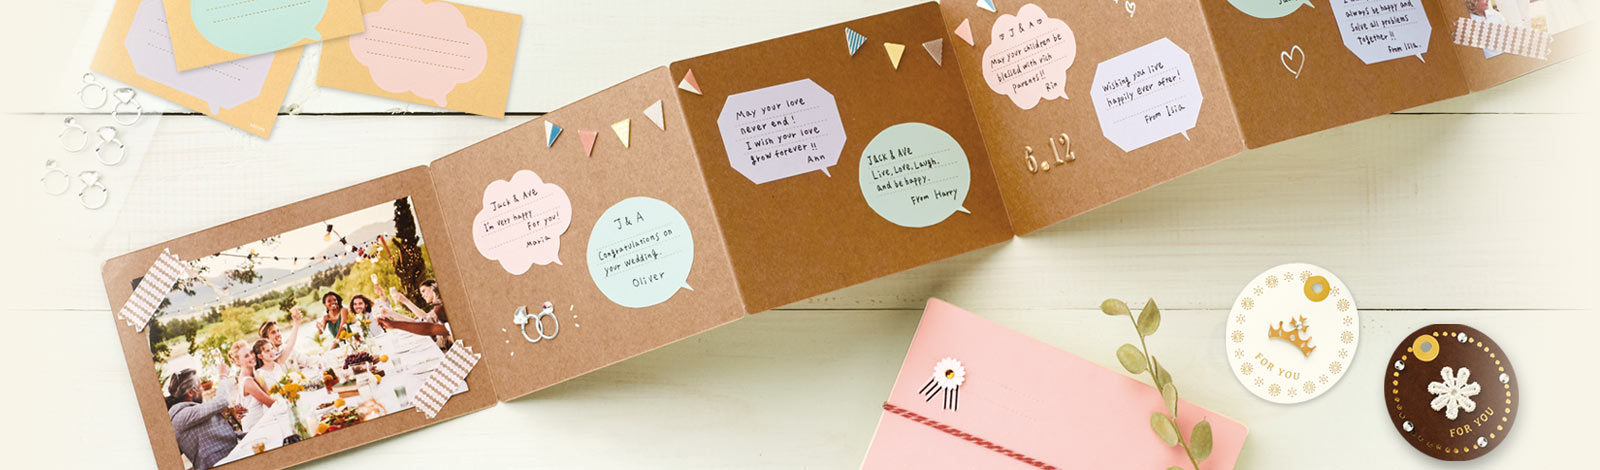 Jack & Ave
I'm very happy
For you!
Maria
J & A
Congratulations on
your wedding.
Oliver
May your love
never end!
I wish your love
grow forever!!
Ann
Jack & Ave
Live, Love, Laugh.
and be happy.
From Harry
J & A
May your children be
blessed with rich
parents!!
Rin
6.12
Wishing you live
happily ever after!
From Isla
always be happy and
solve all problems
together!!
From Isla.
FOR YOU
FOR YOU